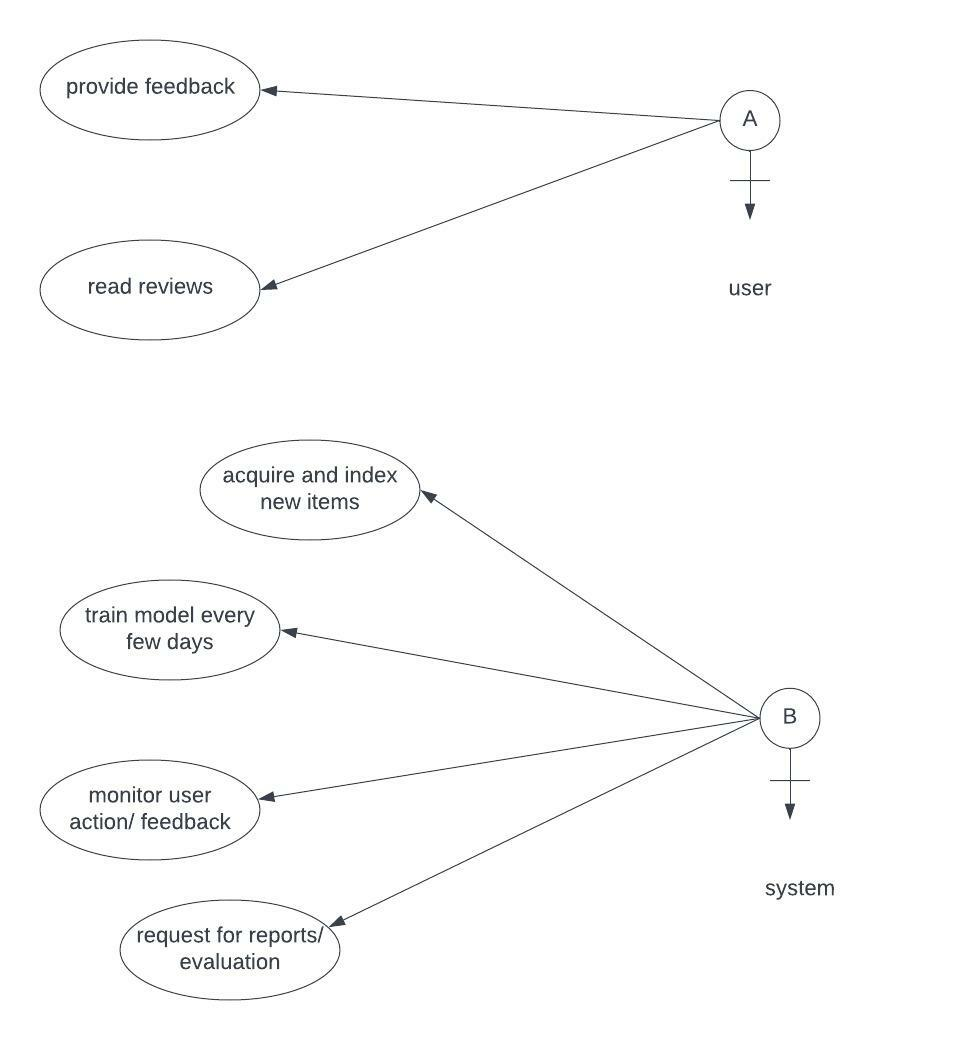 provide feedback
A
read reviews
user
acquire and index
new items
train model every
few days
B
monitor user
action/ feedback
system
request for reports/
evaluation